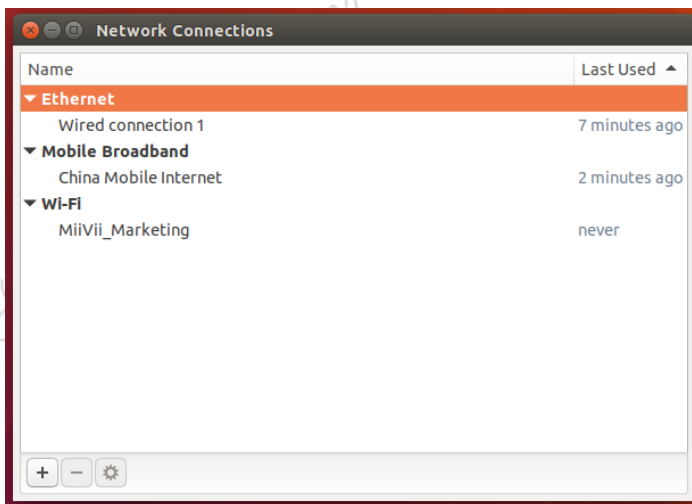 Network Connections
Name Last Used
Ethernet
Wired connection 1 7 minutes ago
Mobile Broadband
China Mobile Internet 2 minutes ago
Wi-Fi
MiiVii_Marketing never